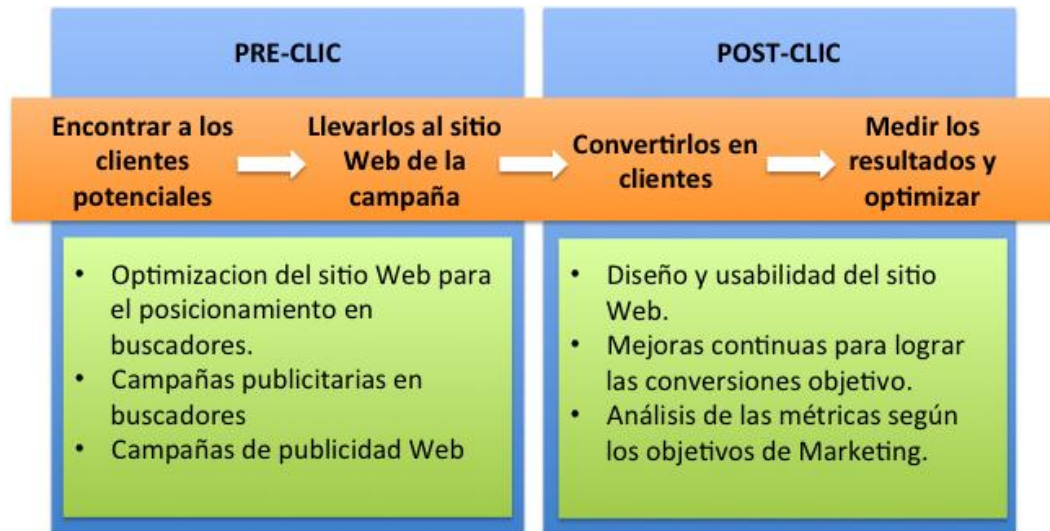 PRE-CLIC
POST-CLIC
Encontrar a los
clientes
potenciales
Llevarlos al sitio
Web de la
campaña
Convertirlos en
clientes
Medir los
resultados y
optimizar
• Optimizacion del sitio Web para
el posicionamiento en
buscadores.
• Campañas publicitarias en
buscadores
• Campañas de publicidad Web
• Diseño y usabilidad del sitio
Web.
• Mejoras continuas para lograr
las conversiones objetivo.
• Análisis de las métricas según
los objetivos de Marketing.